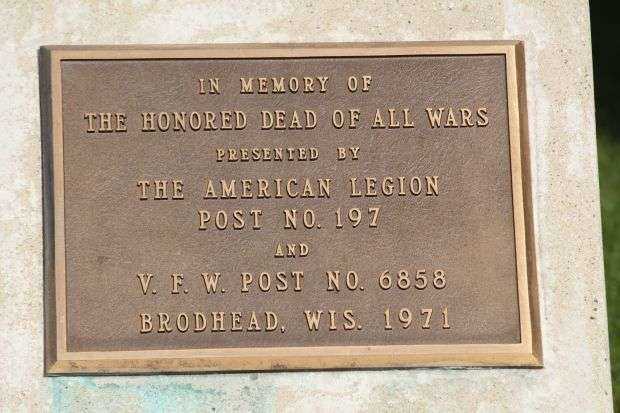 IN MEMORY OF
THE HONORED DEAD OF ALL WARS
PRESENTED BY
THE AMERICAN LEGION
POST NO. 197
AND
V. F. W. POST NO. 6858
BRODHEAD, WIS. 1971